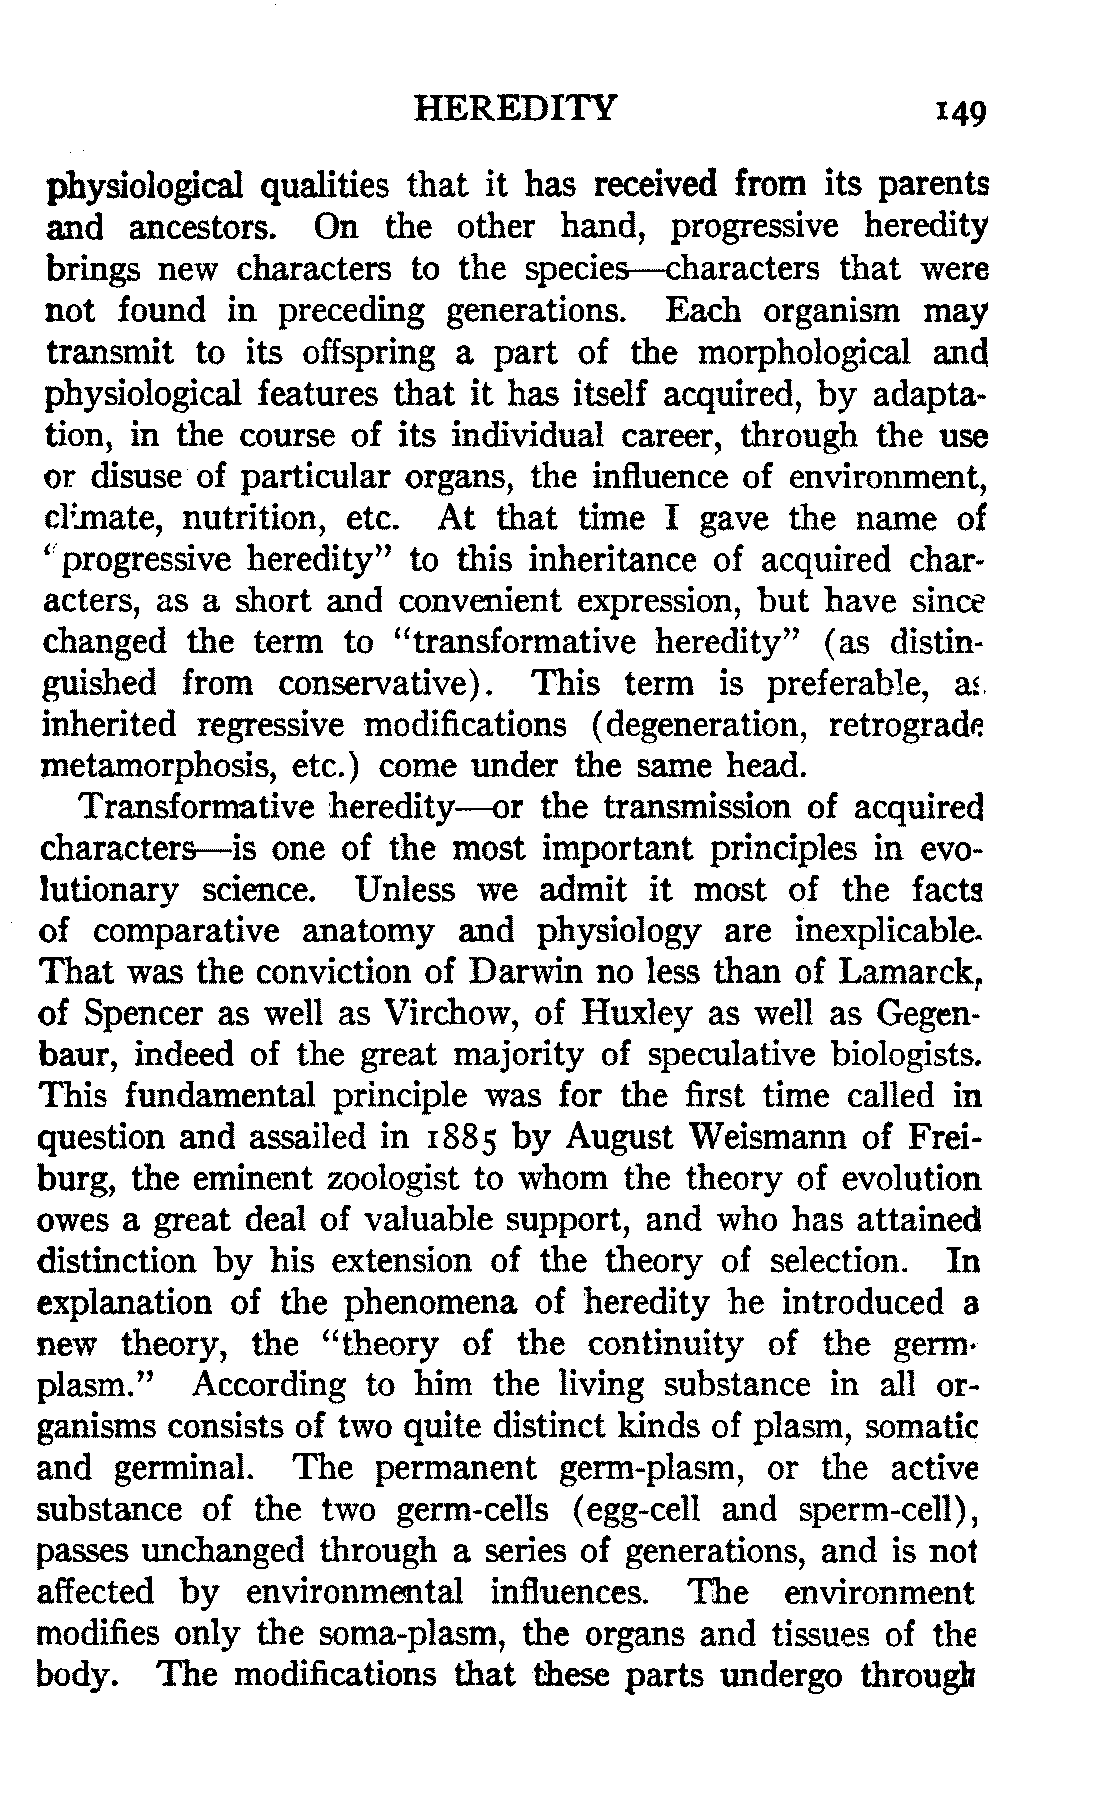 HEREDITY 149
physiological qualities that it has received from its parents
and ancestors. On the other hand, progressive heredity
brings new characters to the species—characters that were
not found in preceding generations. Each organism may
transmit to its offspring a part of the morphological and
physiological features that it has itself acquired, by adapta-
tion, in the course of its individual career, through the use
or disuse of particular organs, the influence of environment,
climate, nutrition, etc. At that time I gave the name of
"progressive heredity" to this inheritance of acquired char-
acters, as a short and convenient expression, but have since
changed the term to "transformative heredity" (as distin-
guished from conservative). This term is preferable, as
inherited regressive modifications (degeneration, retrograde
metamorphosis, etc.) come under the same head.
Transformative heredity—or the transmission of acquired
characters—is one of the most important principles in evo-
lutionary science. Unless we admit it most of the facts
of comparative anatomy and physiology are inexplicable.
That was the conviction of Darwin no less than of Lamarck,
of Spencer as well as Virchow, of Huxley as well as Gegen-
baur, indeed of the great majority of speculative biologists.
This fundamental principle was for the first time called in
question and assailed in 1885 by August Weismann of Frei-
burg, the eminent zoologist to whom the theory of evolution
owes a great deal of valuable support, and who has attained
distinction by his extension of the theory of selection. In
explanation of the phenomena of heredity he introduced a
new theory, the "theory of the continuity of the germ-
plasm." According to him the living substance in all or-
ganisms consists of two quite distinct kinds of plasm, somatic
and germinal. The permanent germ-plasm, or the active
substance of the two germ-cells (egg-cell and sperm-cell),
passes unchanged through a series of generations, and is not
affected by environmental influences. The environment
modifies only the soma-plasm, the organs and tissues of the
body. The modifications that these parts undergo through